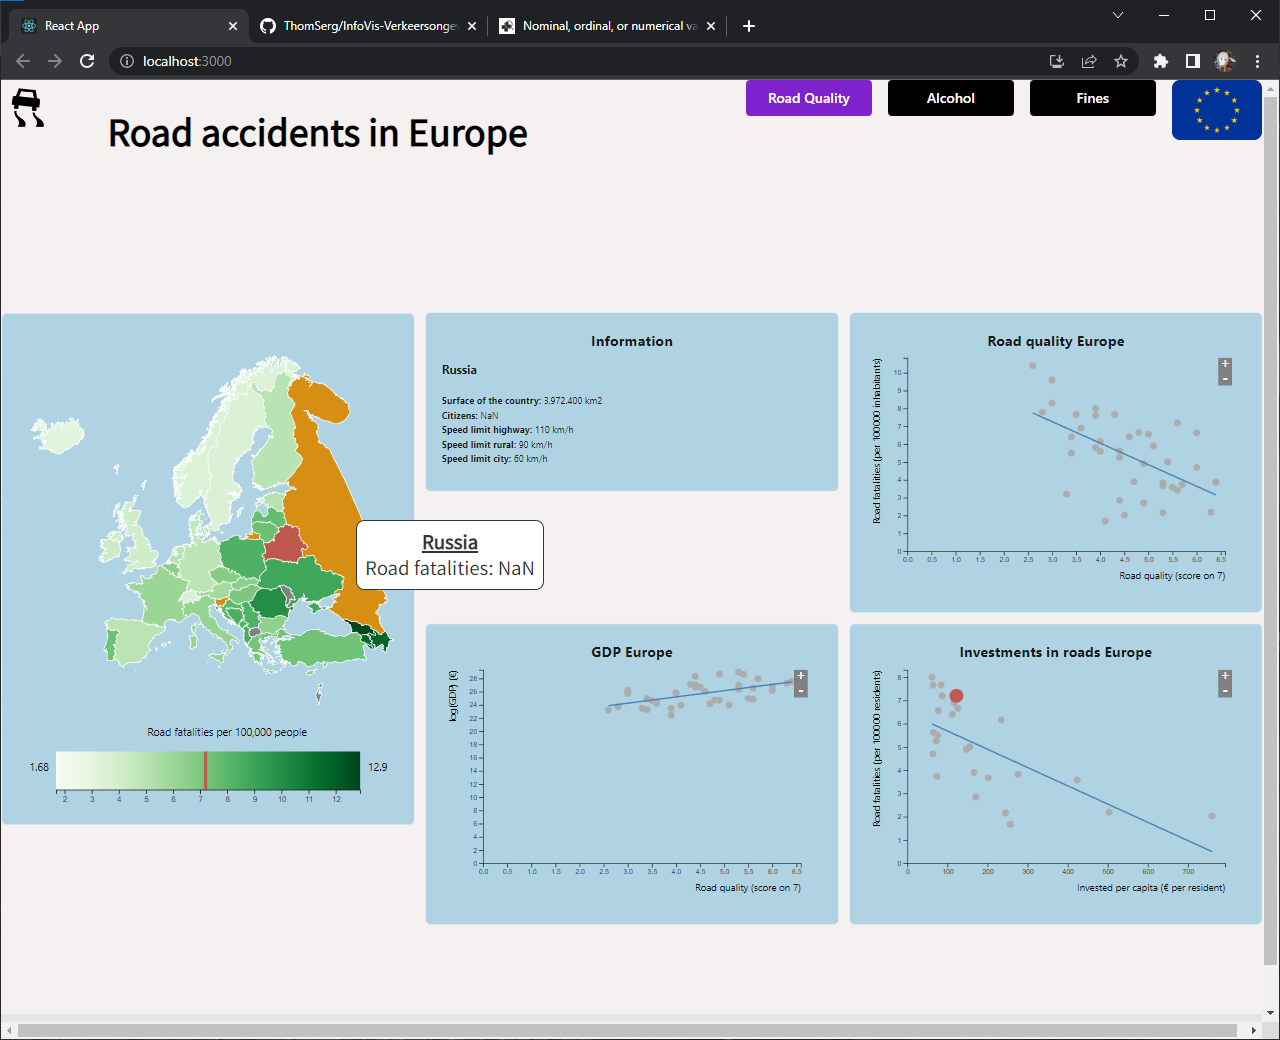 React App
ThomSerg/InfoVis-Verkeersonge
Nominal, ordinal, or numerical va
localhost:3000
Road accidents in Europe
Road Quality
Alcohol
Fines
Information
Russia
Surface of the country: 3.972.400 km2
Citizens: NaN
Speed limit highway: 110 km/h
Speed limit rural: 90 km/h
Speed limit city: 60 km/h
Road quality Europe
+
-
Road fatalities (per 100000 inhabitants)
10
9
8
7
6
5
4
3
2
1
0
0.0 0.5 1.0 1.5 2.0 2.5 3.0 3.5 4.0 4.5 5.0 5.5 6.0 6.5
Road quality (score on 7)
Russia
Road fatalities: NaN
Road fatalities per 100,000 people
1.68
12.9
2 3 4 5 6 7 8 9 10 11 12
GDP Europe
+
-
log(GDP) (€)
28
26
24
22
20
18
16
14
12
10
8
6
4
2
0
0.0 0.5 1.0 1.5 2.0 2.5 3.0 3.5 4.0 4.5 5.0 5.5 6.0 6.5
Road quality (score on 7)
Investments in roads Europe
+
-
Road fatalities (per 100000 residents)
8
7
6
5
4
3
2
1
0
0 100 200 300 400 500 600 700
Invested per capita (€ per resident)